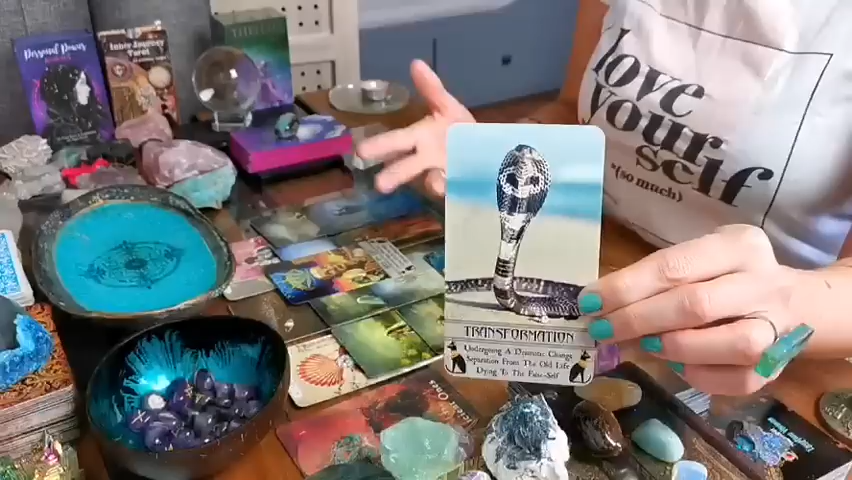 Personal Power
Inner Journey
Tarot
Love
Your
Self
(so much)
TRANSFORMATION
Undergoing A Dramatic Change
Separation From The Old Life
Dying To The False-Self